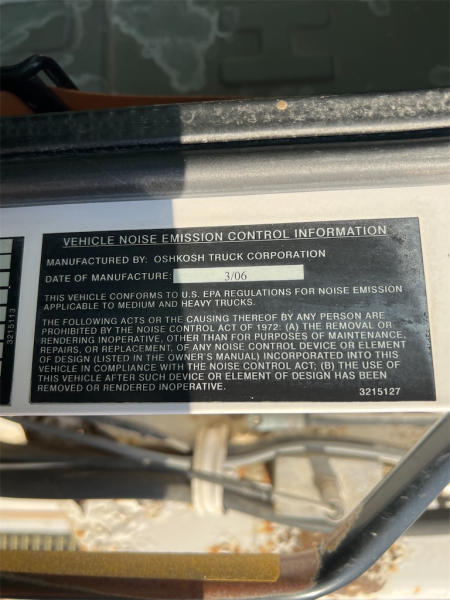 VEHICLE NOISE EMISSION CONTROL INFORMATION
MANUFACTURED BY: OSHKOSH TRUCK CORPORATION
DATE OF MANUFACTURE: 3/06
THIS VEHICLE CONFORMS TO U.S. EPA REGULATIONS FOR NOISE EMISSION
APPLICABLE TO MEDIUM AND HEAVY TRUCKS.
THE FOLLOWING ACTS OR THE CAUSING THEREOF BY ANY PERSON ARE
PROHIBITED BY THE NOISE CONTROL ACT OF 1972: (A) THE REMOVAL OR
RENDERING INOPERATIVE, OTHER THAN FOR PURPOSES OF MAINTENANCE,
REPAIRS, OR REPLACEMENT, OF ANY NOISE CONTROL DEVICE OR ELEMENT
OF DESIGN (LISTED IN THE OWNER'S MANUAL) INCORPORATED INTO THIS
VEHICLE IN COMPLIANCE WITH THE NOISE CONTROL ACT; (B) THE USE OF
THIS VEHICLE AFTER SUCH DEVICE OR ELEMENT OF DESIGN HAS BEEN
REMOVED OR RENDERED INOPERATIVE.
3215127
3215113